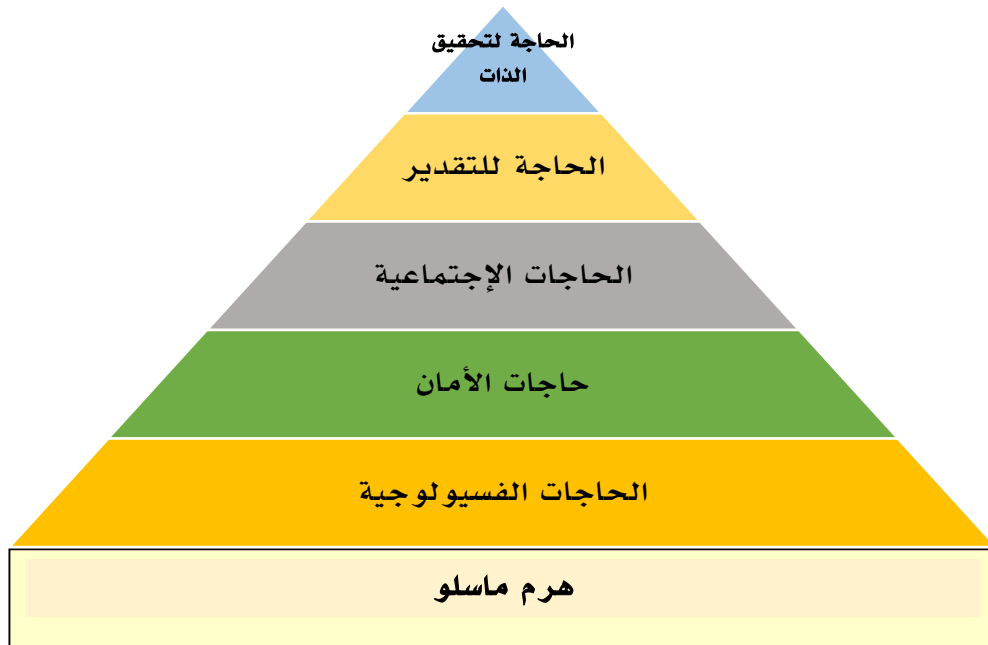 الحاجة لتحقيق
الذات
الحاجة للتقدير
الحاجات الإجتماعية
حاجات الأمان
الحاجات الفسيولوجية
هرم ماسلو